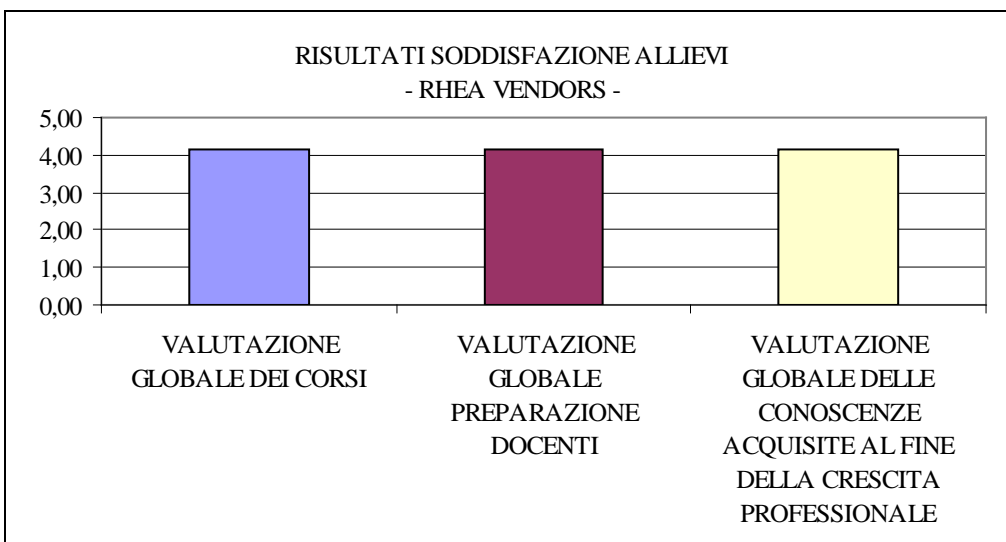 RISULTATI SODDISFAZIONE ALLIEVI
- RHEA VENDORS -
5,00
4,00
3,00
2,00
1,00
0,00
VALUTAZIONE
GLOBALE DEI CORSI
VALUTAZIONE
GLOBALE
PREPARAZIONE
DOCENTI
VALUTAZIONE
GLOBALE DELLE
CONOSCENZE
ACQUISITE AL FINE
DELLA CRESCITA
PROFESSIONALE